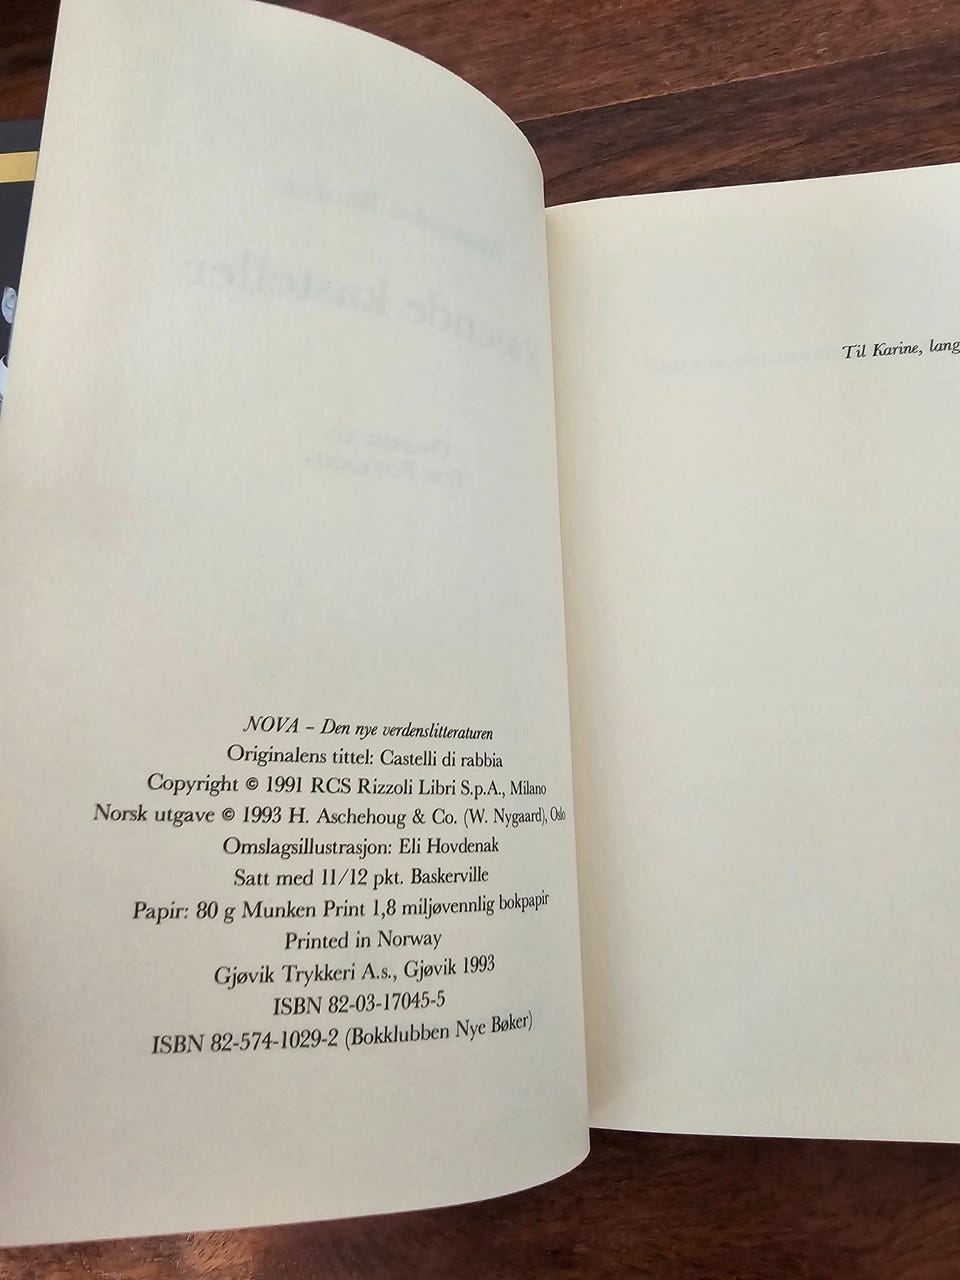 NOVA – Den nye verdenslitteraturen
Originalens tittel: Castelli di rabbia
Copyright © 1991 RCS Rizzoli Libri S.p.A., Milano
Norsk utgave © 1993 H. Aschehoug & Co. (W. Nygaard), Oslo
Omslagsillustrasjon: Eli Hovdenak
Satt med 11/12 pkt. Baskerville
Papir: 80 g Munken Print 1,8 miljøvennlig bokpapir
Printed in Norway
Gjøvik Trykkeri A.s., Gjøvik 1993
ISBN 82-03-17045-5
ISBN 82-574-1029-2 (Bokklubben Nye Bøker)
Til Karine, lang